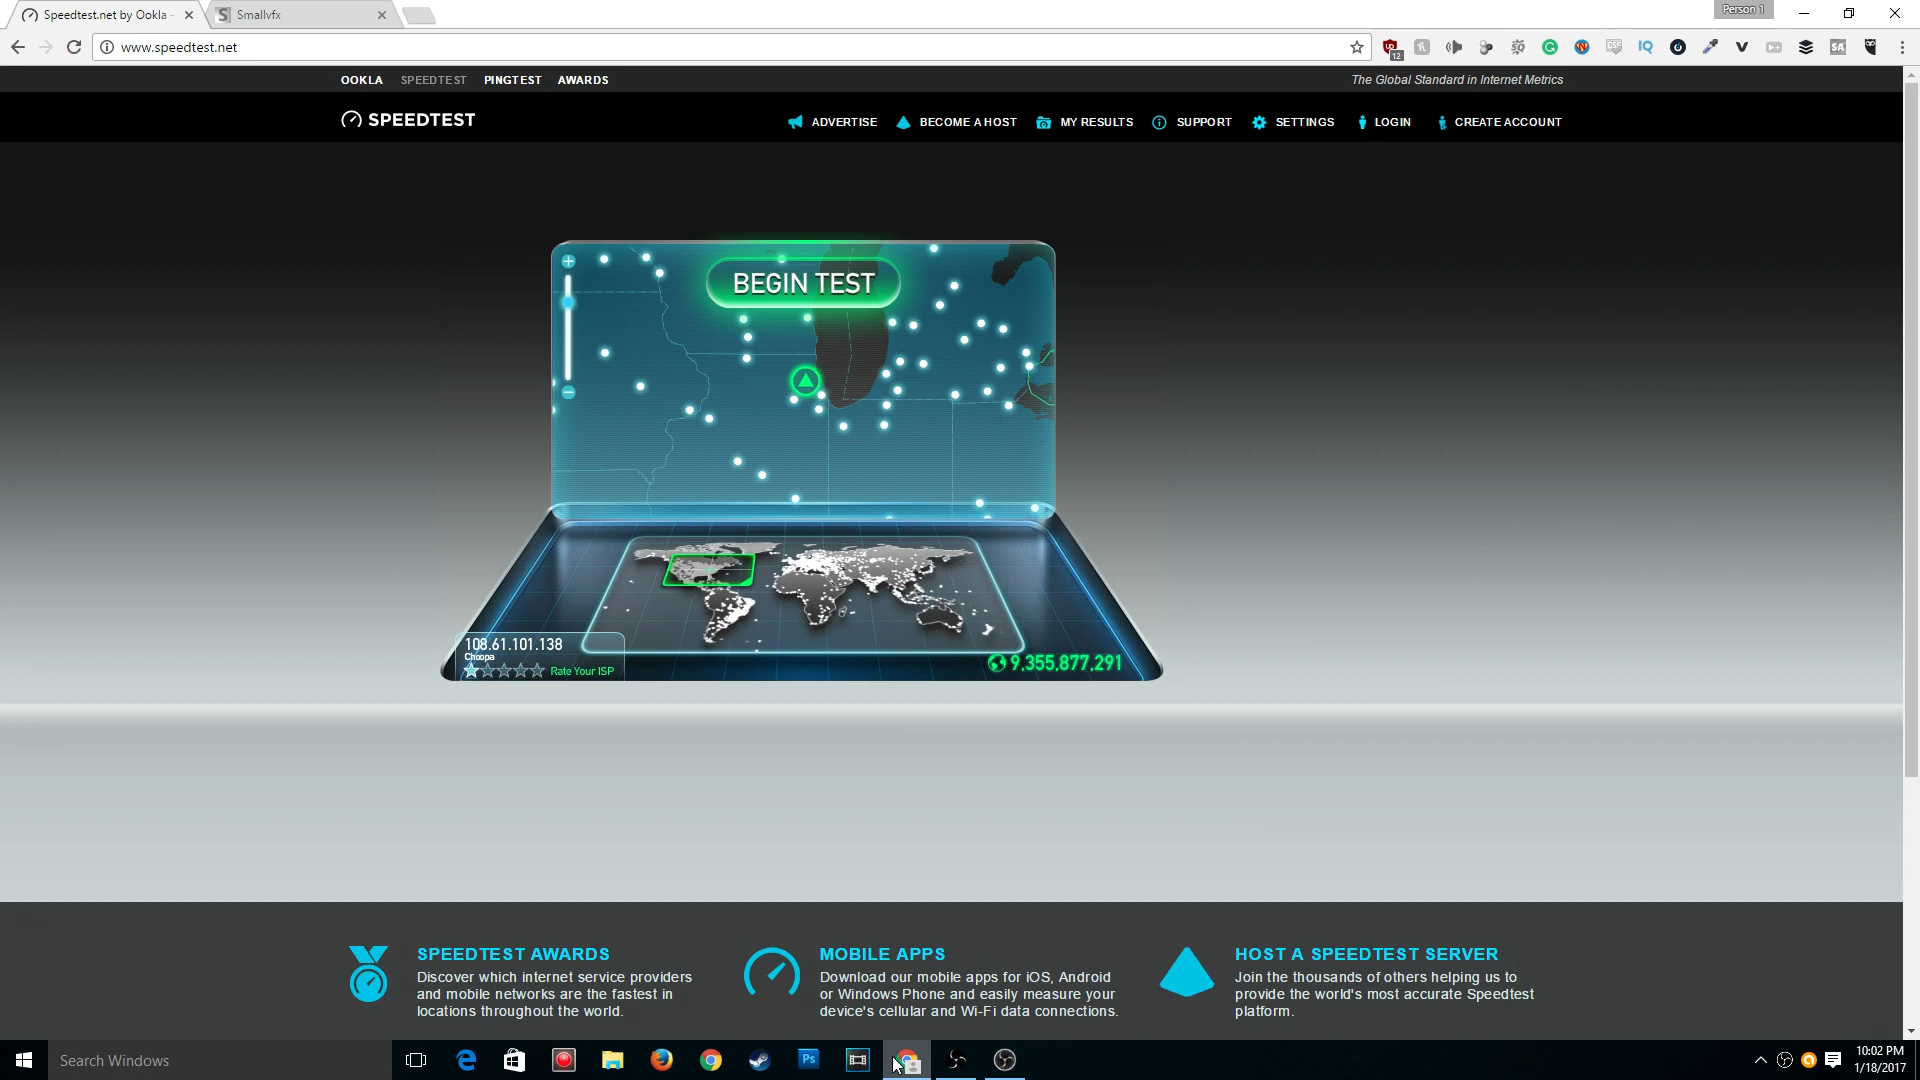 Speedtest.net by Ookla -
Smallvfx
Person 1
www.speedtest.net
12
OOKLA SPEEDTEST PINGTEST AWARDS
The Global Standard in Internet Metrics
SPEEDTEST
ADVERTISE BECOME A HOST MY RESULTS SUPPORT SETTINGS LOGIN CREATE ACCOUNT
BEGIN TEST
108.61.101.138
Choopa
Rate Your ISP
9,355,877,291
SPEEDTEST AWARDS
Discover which internet service providers
and mobile networks are the fastest in
locations throughout the world.
MOBILE APPS
Download our mobile apps for iOS, Android
or Windows Phone and easily measure your
device's cellular and Wi-Fi data connections.
HOST A SPEEDTEST SERVER
Join the thousands of others helping us to
provide the world's most accurate Speedtest
platform.
Search Windows
Ps
10:02 PM
1/18/2017